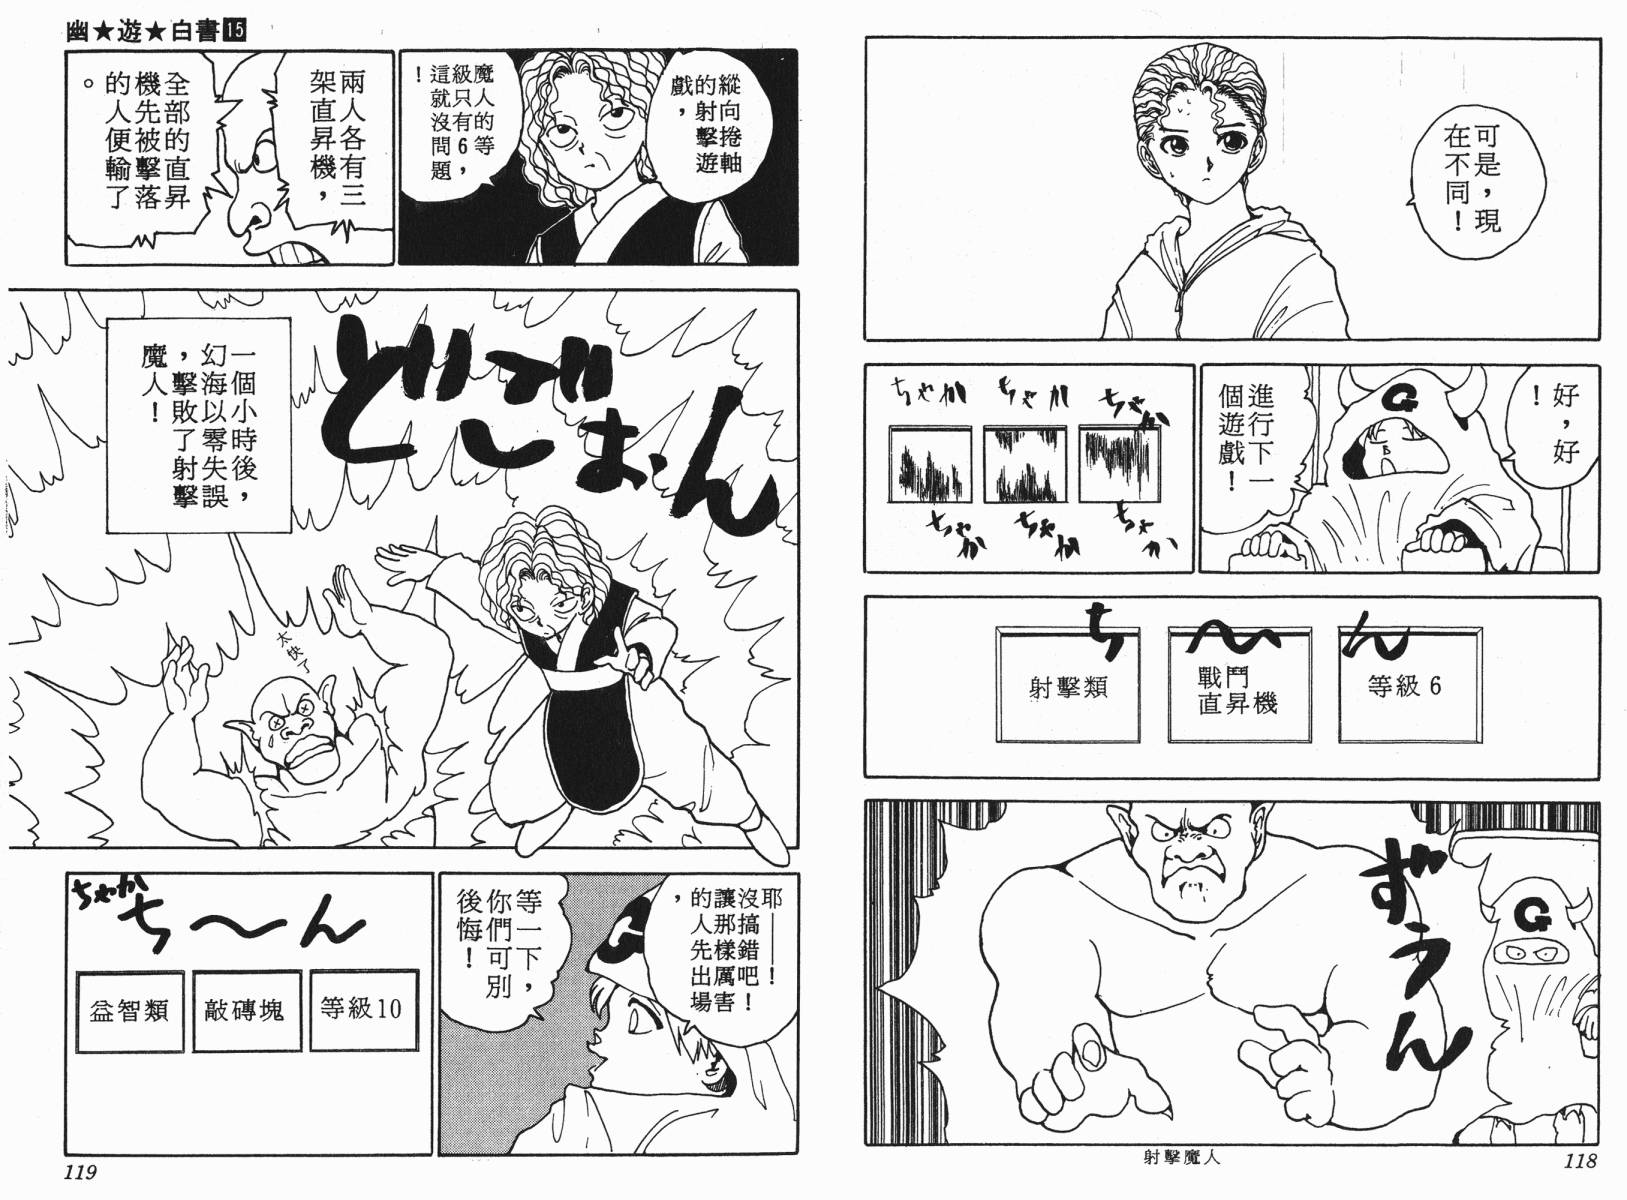 可是，現
在不同！
好，好
！
進行下一
個遊戲！
ちゃか
ちゃか
ちゃか
ちゃか
ちゃか
ちゃか
ち〜ん
射擊類
戰鬥
直昇機
等級6
G
G
ずうん
射擊魔人
118
幽★遊★白書15
縱向捲軸
的射擊遊
戲，
魔人的等
級只有6，
這就沒問題
！
兩人各有三
架直昇機，
全部的直昇
機先被擊落
的人便輸了
。
ど〜ごおん
一個小時後，
幻海以零失誤
，擊敗了射擊
魔人！
太快了
耶——！
沒搞錯吧！
讓那樣厲害
的人先出場
，
等一下，
你們可別
後悔！
ちゃか
ち〜ん
益智類
敲磚塊
等級10
119